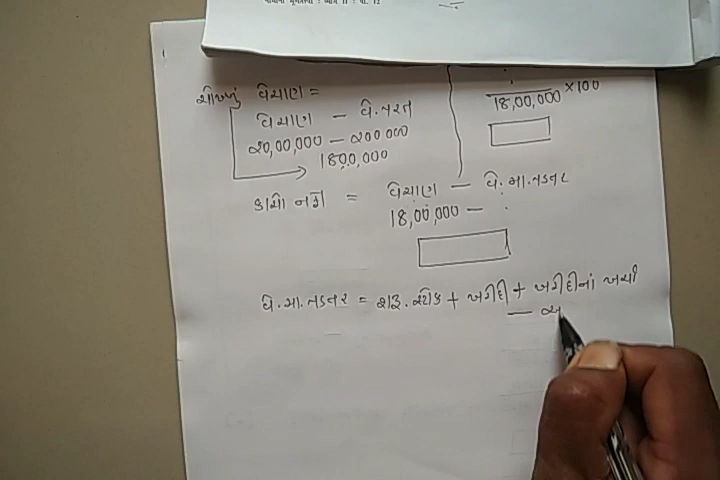 ચોખ્ખું વેચાણ =
વેચાણ - વે.પરત
20,00,000 - 200000
1800,000
18,00,000 ×100
કાચો નફો = વેચાણ - વે.મા.પડતર
18,00,000 -
વે.મા.પડતર = શરૂ.સ્ટોક + ખરીદી + ખરીદીનાં ખર્ચા
-